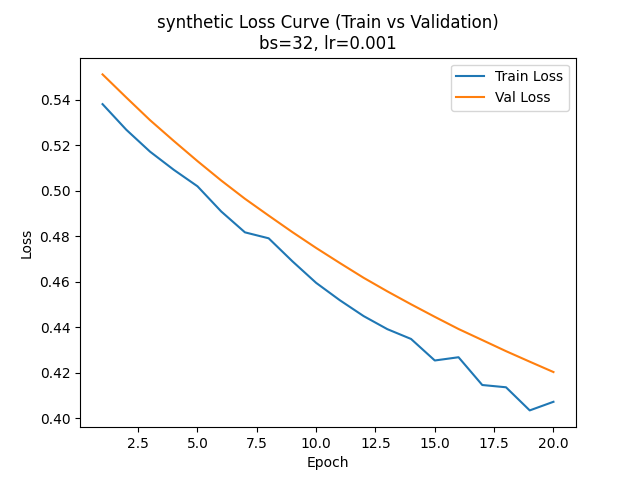 synthetic Loss Curve (Train vs Validation)
bs=32, lr=0.001
Train Loss
Val Loss
0.54
0.52
0.50
0.48
0.46
0.44
0.42
0.40
Loss
2.5 5.0 7.5 10.0 12.5 15.0 17.5 20.0
Epoch